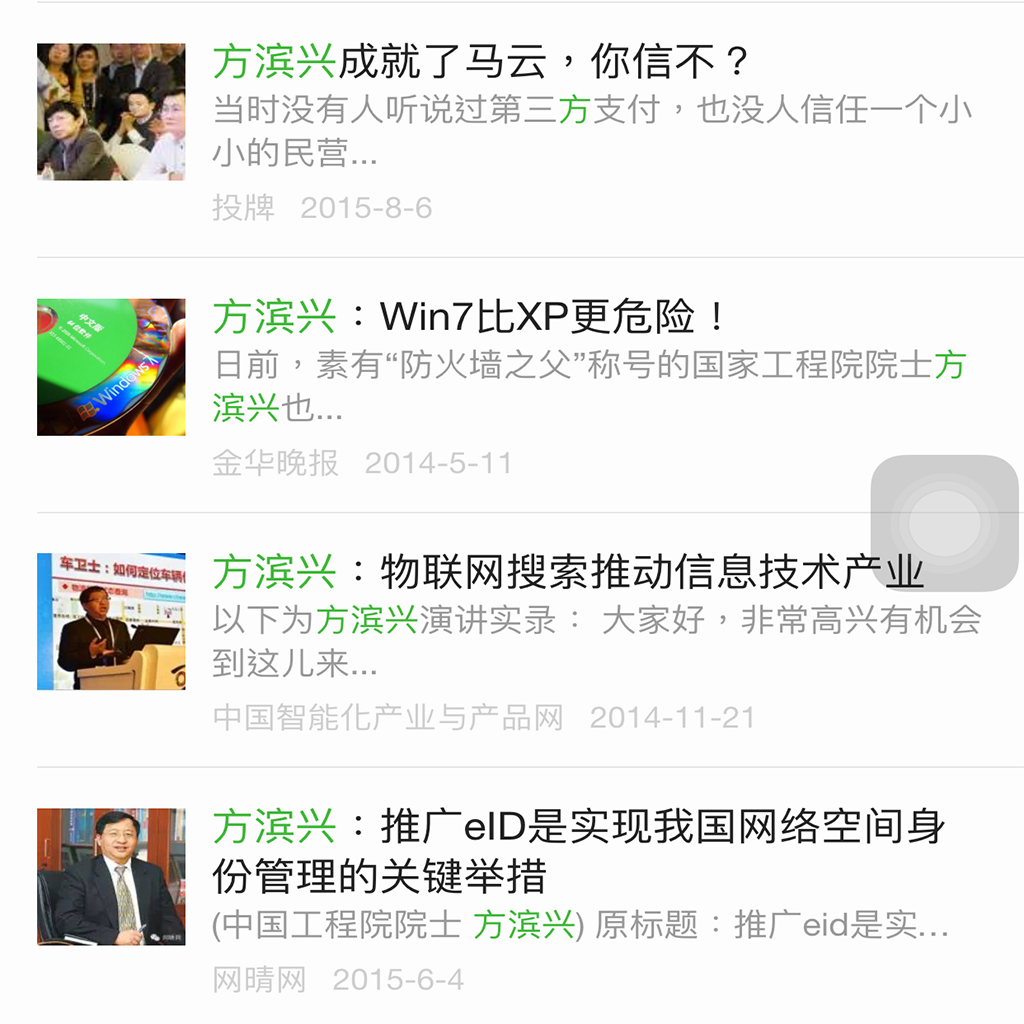 方滨兴成就了马云，你信不？
当时没有人听说过第三方支付，也没人信任一个小
小的民营...
投牌 2015-8-6
中文版
Windows 7
方滨兴：Win7比XP更危险！
日前，素有“防火墙之父”称号的国家工程院院士方
滨兴也...
金华晚报 2014-5-11
车卫士：如何定位车辆
方滨兴：物联网搜索推动信息技术产业
以下为方滨兴演讲实录： 大家好，非常高兴有机会
到这儿来...
中国智能化产业与产品网 2014-11-21
方滨兴：推广eID是实现我国网络空间身
份管理的关键举措
(中国工程院院士 方滨兴) 原标题：推广eid是实...
网晴网 2015-6-4